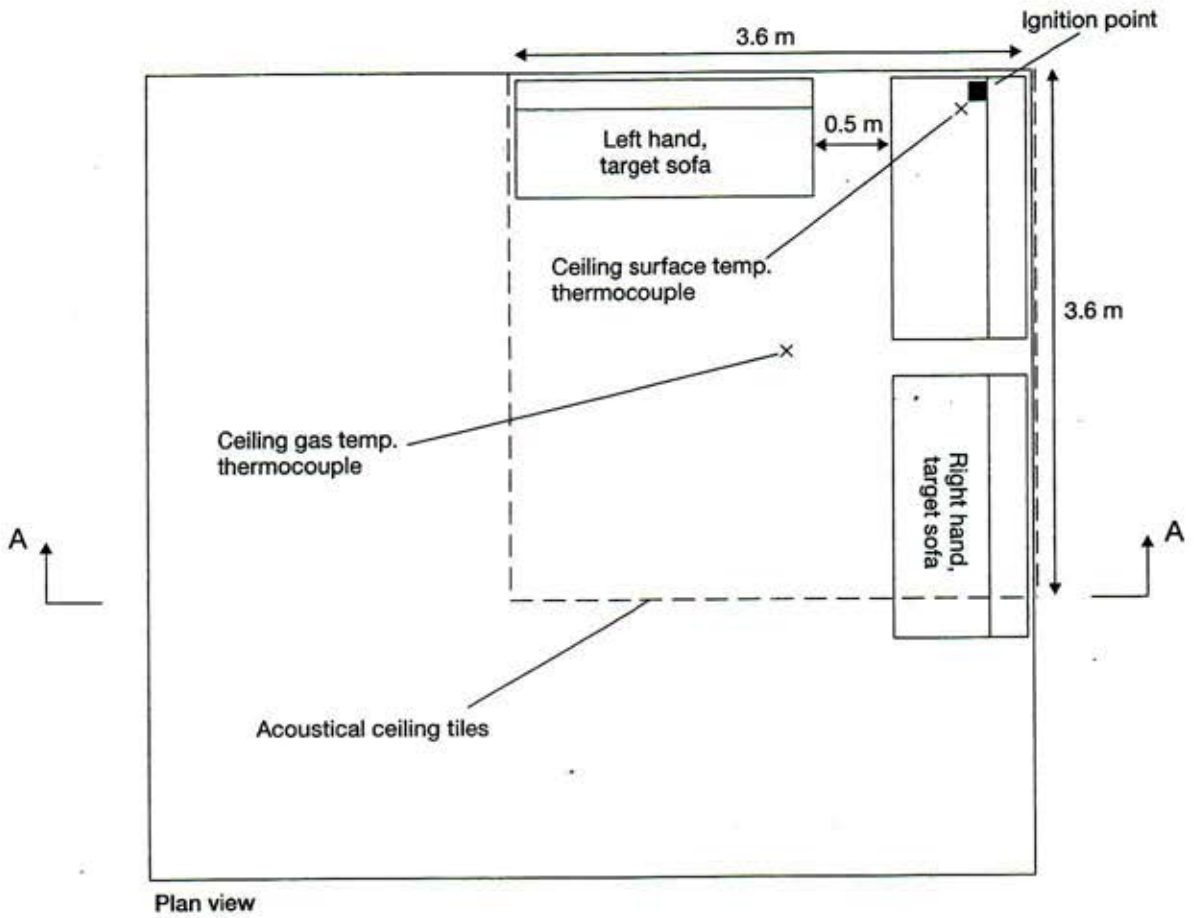 Ignition point
3.6 m
0.5 m
Left hand,
target sofa
Ceiling surface temp.
thermocouple
3.6 m
Ceiling gas temp.
thermocouple
Right hand,
target sofa
A
A
Acoustical ceiling tiles
Plan view